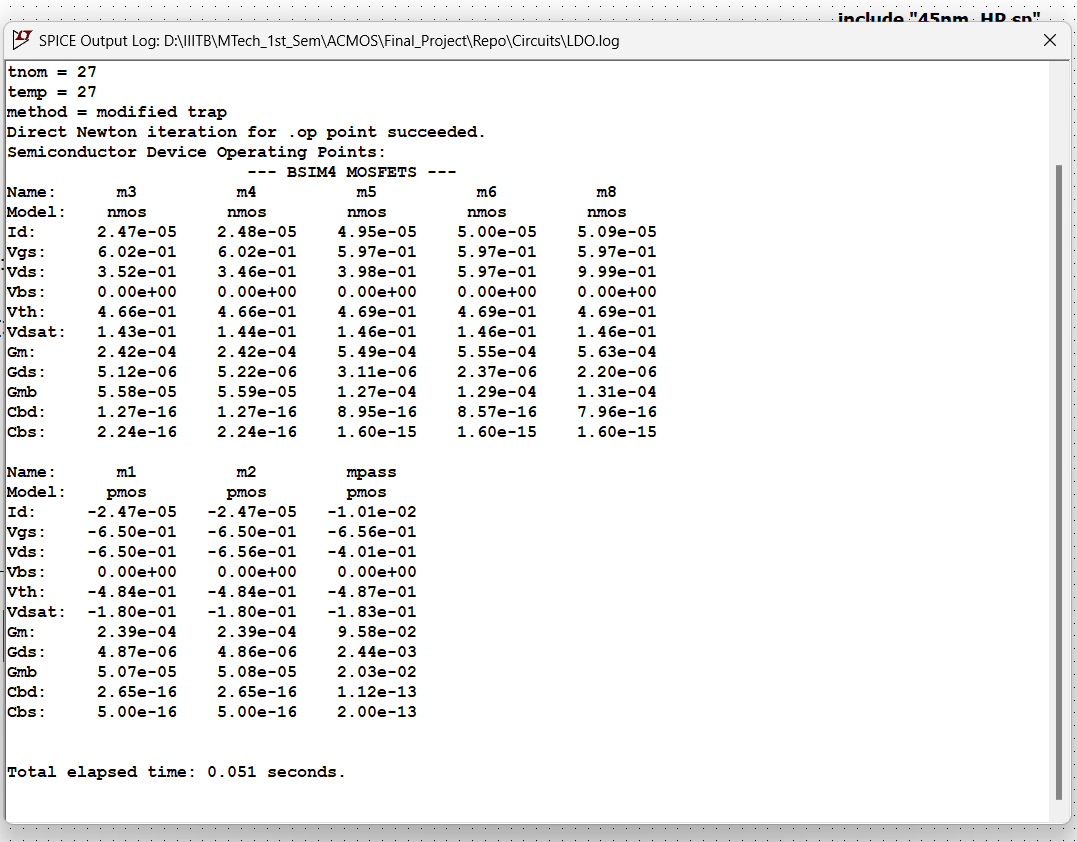 include "45nm_HP.sp"
SPICE Output Log: D:\IIITB\MTech_1st_Sem\ACMOS\Final_Project\Repo\Circuits\LDO.log
tnom = 27
temp = 27
method = modified trap
Direct Newton iteration for .op point succeeded.
Semiconductor Device Operating Points:
--- BSIM4 MOSFETS ---
Name: m3 m4 m5 m6 m8
Model: nmos nmos nmos nmos nmos
Id: 2.47e-05 2.48e-05 4.95e-05 5.00e-05 5.09e-05
Vgs: 6.02e-01 6.02e-01 5.97e-01 5.97e-01 5.97e-01
Vds: 3.52e-01 3.46e-01 3.98e-01 5.97e-01 9.99e-01
Vbs: 0.00e+00 0.00e+00 0.00e+00 0.00e+00 0.00e+00
Vth: 4.66e-01 4.66e-01 4.69e-01 4.69e-01 4.69e-01
Vdsat: 1.43e-01 1.44e-01 1.46e-01 1.46e-01 1.46e-01
Gm: 2.42e-04 2.42e-04 5.49e-04 5.55e-04 5.63e-04
Gds: 5.12e-06 5.22e-06 3.11e-06 2.37e-06 2.20e-06
Gmb 5.58e-05 5.59e-05 1.27e-04 1.29e-04 1.31e-04
Cbd: 1.27e-16 1.27e-16 8.95e-16 8.57e-16 7.96e-16
Cbs: 2.24e-16 2.24e-16 1.60e-15 1.60e-15 1.60e-15
Name: m1 m2 mpass
Model: pmos pmos pmos
Id: -2.47e-05 -2.47e-05 -1.01e-02
Vgs: -6.50e-01 -6.50e-01 -6.56e-01
Vds: -6.50e-01 -6.56e-01 -4.01e-01
Vbs: 0.00e+00 0.00e+00 0.00e+00
Vth: -4.84e-01 -4.84e-01 -4.87e-01
Vdsat: -1.80e-01 -1.80e-01 -1.83e-01
Gm: 2.39e-04 2.39e-04 9.58e-02
Gds: 4.87e-06 4.86e-06 2.44e-03
Gmb 5.07e-05 5.08e-05 2.03e-02
Cbd: 2.65e-16 2.65e-16 1.12e-13
Cbs: 5.00e-16 5.00e-16 2.00e-13
Total elapsed time: 0.051 seconds.